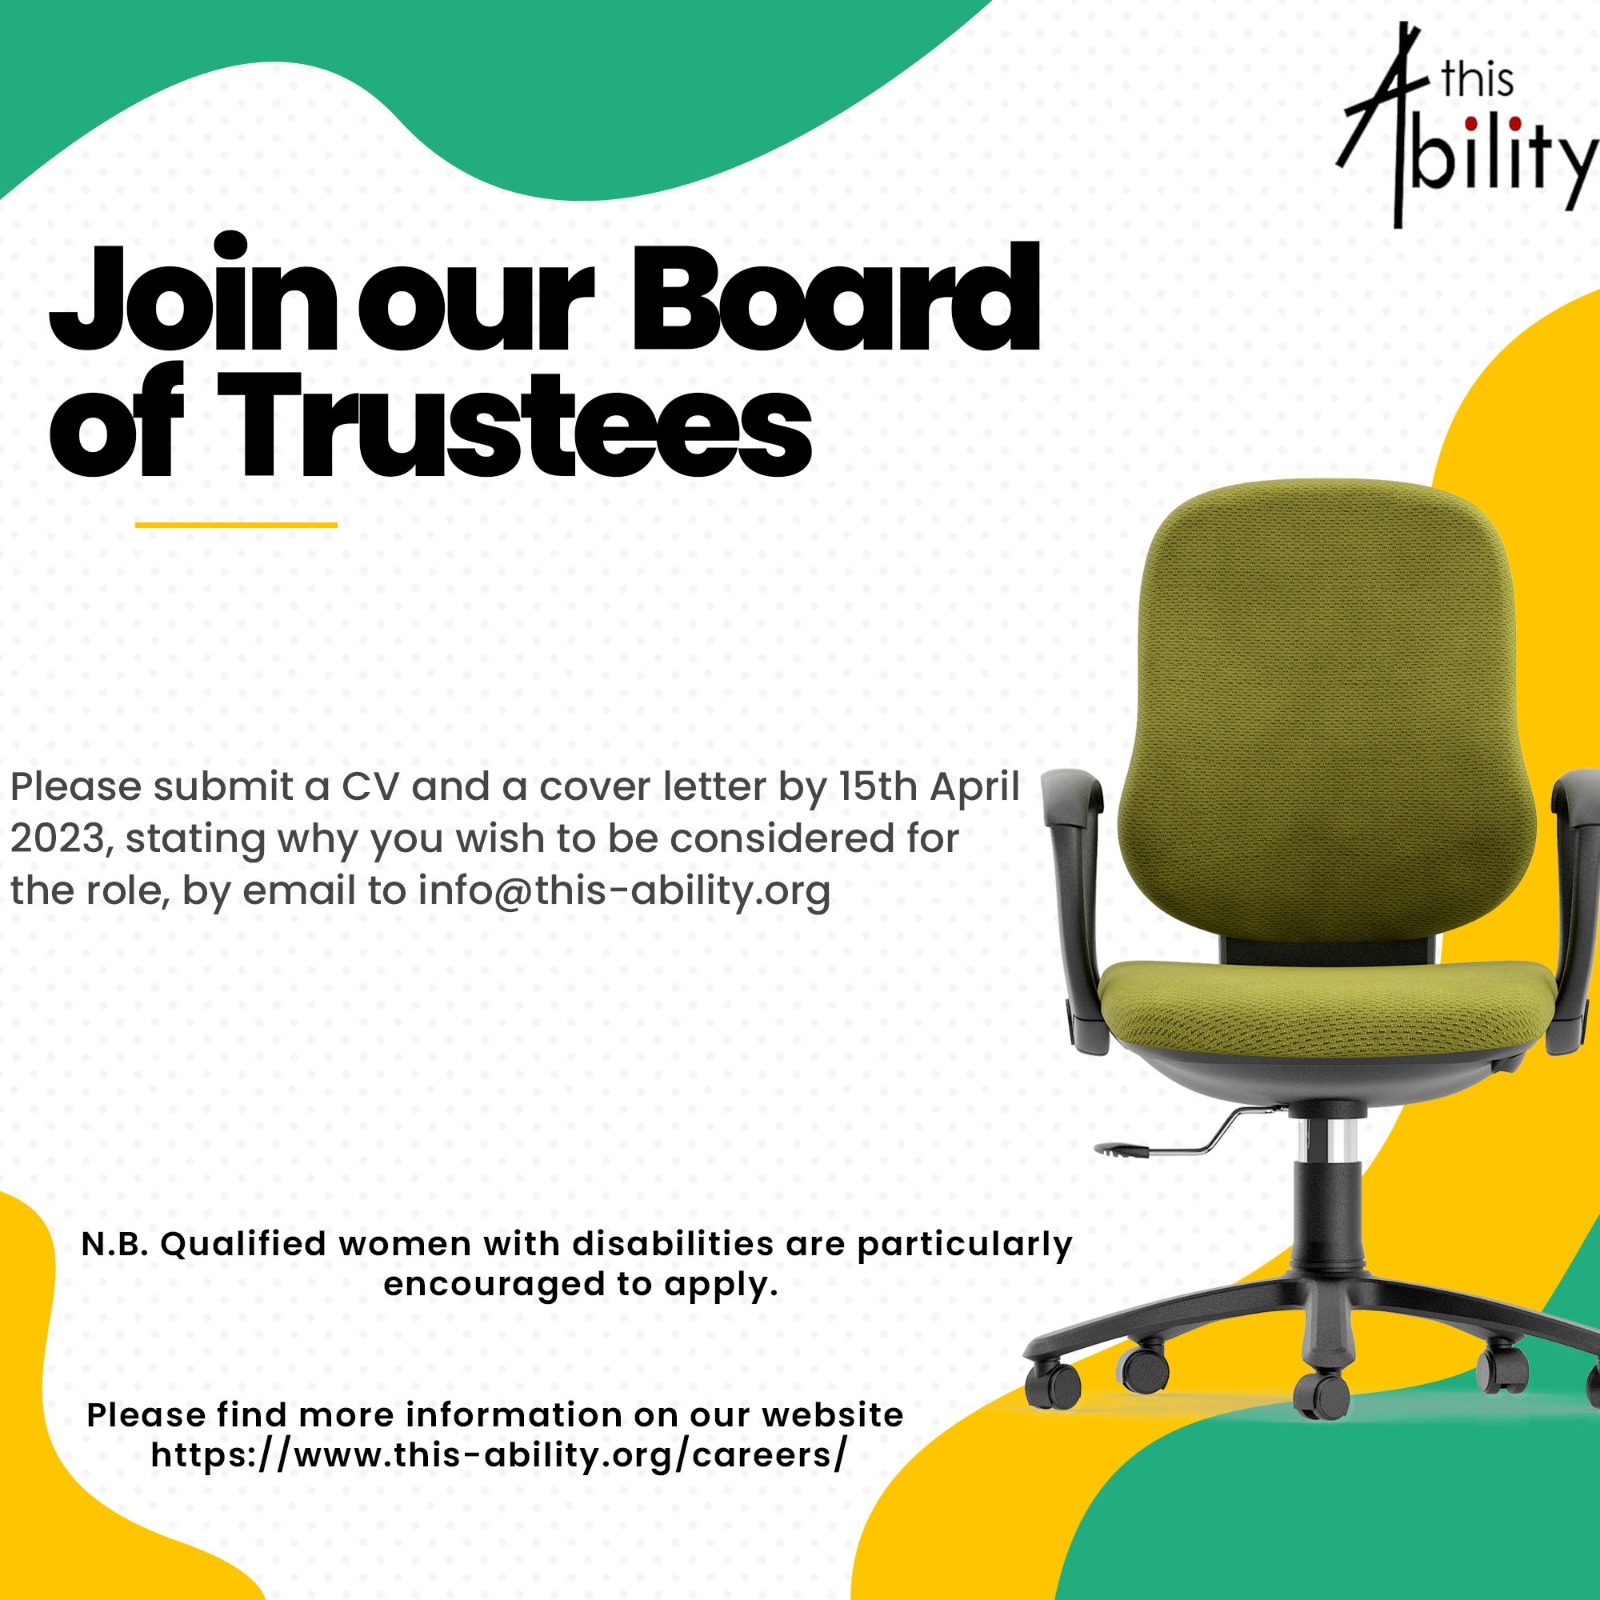 this
Ability
Join our Board
of Trustees
Please submit a CV and a cover letter by 15th April
2023, stating why you wish to be considered for
the role, by email to info@this-ability.org
N.B. Qualified women with disabilities are particularly
encouraged to apply.
Please find more information on our website
https://www.this-ability.org/careers/